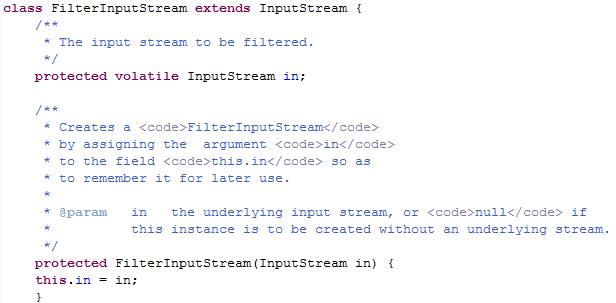 class FilterInputStream extends InputStream {
    /**
     * The input stream to be filtered.
     */
    protected volatile InputStream in;

    /**
     * Creates a <code>FilterInputStream</code>
     * by assigning the  argument <code>in</code>
     * to the field <code>this.in</code> so as
     * to remember it for later use.
     *
     * @param   in   the underlying input stream, or <code>null</code> if
     *          this instance is to be created without an underlying stream.
     */
    protected FilterInputStream(InputStream in) {
    this.in = in;
    }